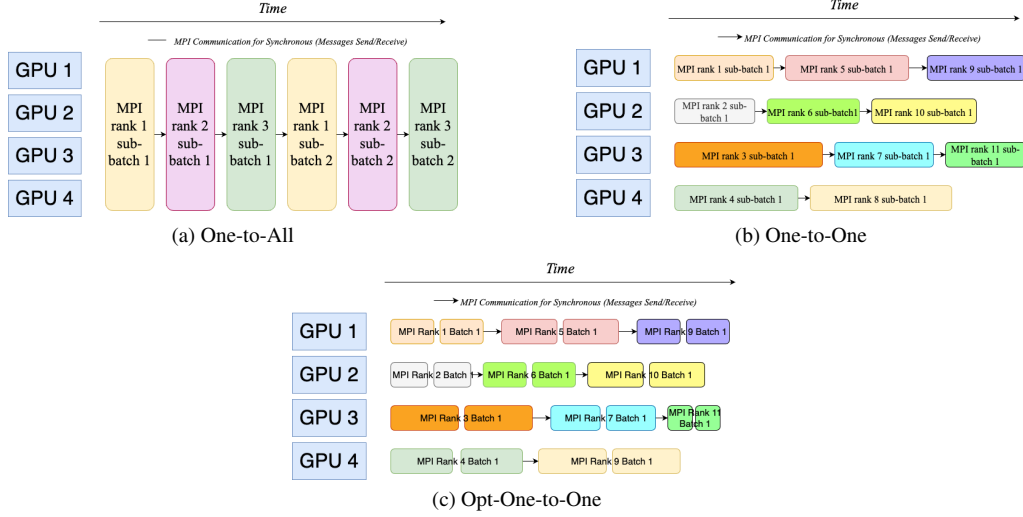 Time
MPI Communication for Synchronous (Messages Send/Receive)
GPU 1
GPU 2
GPU 3
GPU 4
MPI
rank 1
sub-
batch 1
MPI
rank 2
sub-
batch 1
MPI
rank 3
sub-
batch 1
MPI
rank 1
sub-
batch 2
MPI
rank 2
sub-
batch 2
MPI
rank 3
sub-
batch 2
(a) One-to-All
Time
MPI Communication for Synchronous (Messages Send/Receive)
GPU 1
MPI rank 1 sub-batch 1
MPI rank 5 sub-batch 1
MPI rank 9 sub-batch 1
GPU 2
MPI rank 2 sub-
batch 1
MPI rank 6 sub-batch1
MPI rank 10 sub-batch 1
GPU 3
MPI rank 3 sub-batch 1
MPI rank 7 sub-batch 1
MPI rank 11 sub-
batch 1
GPU 4
MPI rank 4 sub-batch 1
MPI rank 8 sub-batch 1
(b) One-to-One
Time
MPI Communication for Synchronous (Messages Send/Receive)
GPU 1
MPI Rank 1 Batch 1
MPI Rank 5 Batch 1
MPI Rank 9 Batch 1
GPU 2
MPI Rank 2 Batch 1
MPI Rank 6 Batch 1
MPI Rank 10 Batch 1
GPU 3
MPI Rank 3 Batch 1
MPI Rank 7 Batch 1
MPI Rank 11
Batch 1
GPU 4
MPI Rank 4 Batch 1
MPI Rank 9 Batch 1
(c) Opt-One-to-One